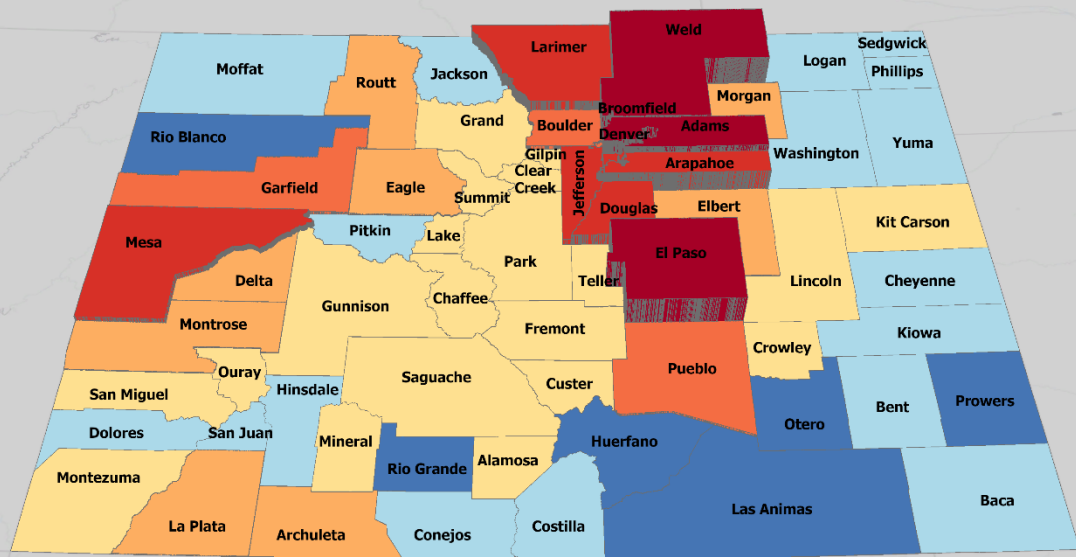 Sedgwick
Weld
Larimer
Logan
Moffat
Jackson
Phillips
Routt
Morgan
Broomfield
Grand
Boulder
Adams
Denver
Rio Blanco
Yuma
Gilpin
Washington
Arapahoe
Clear
Creek
Jefferson
Garfield
Eagle
Summit
Douglas
Elbert
Kit Carson
Pitkin
Lake
Mesa
El Paso
Park
Delta
Teller
Lincoln
Cheyenne
Chaffee
Gunnison
Montrose
Fremont
Kiowa
Crowley
Ouray
Pueblo
Saguache
Custer
Hinsdale
San Miguel
Prowers
Bent
Otero
Dolores
San Juan
Mineral
Huerfano
Rio Grande
Alamosa
Montezuma
Baca
Las Animas
La Plata
Costilla
Archuleta
Conejos